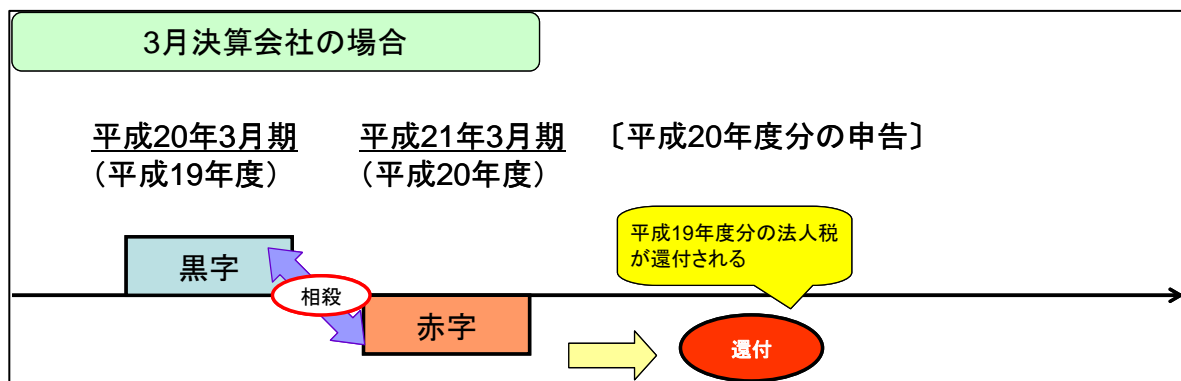 3月決算会社の場合
平成20年3月期 平成21年3月期 〔平成20年度分の申告〕
（平成19年度） （平成20年度）
平成19年度分の法人税
が還付される
黒字
相殺
赤字
還付